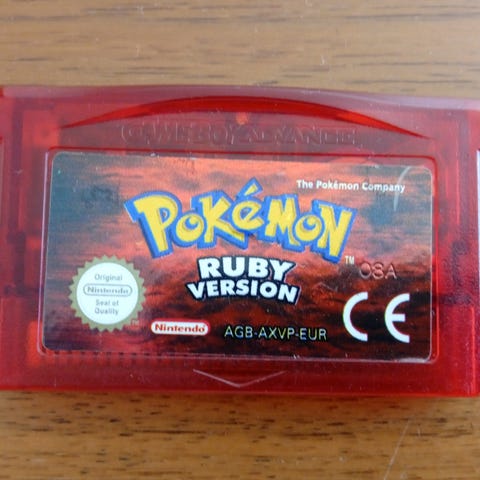 GAME BOY ADVANCE
The Pokémon Company
POKéMON
TM
RUBY
VERSION
Original
Nintendo
Seal of
Quality
Nintendo
AGB-AXVP-EUR
CE